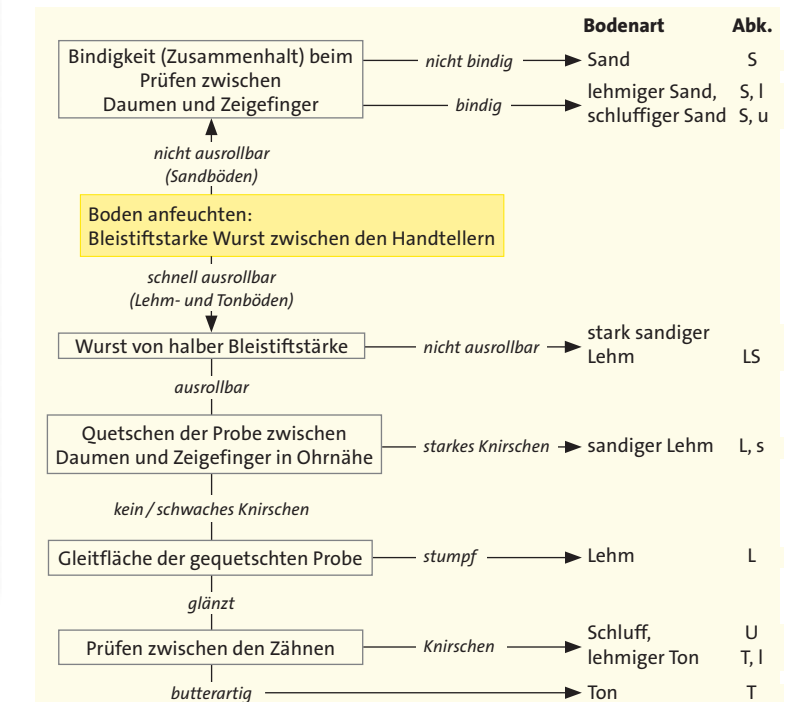 Bodenart Abk.
Bindigkeit (Zusammenhalt) beim
Prüfen zwischen
Daumen und Zeigefinger
nicht bindig
Sand S
bindig
lehmiger Sand, S, l
schluffiger Sand S, u
nicht ausrollbar
(Sandböden)
Boden anfeuchten:
Bleistiftstarke Wurst zwischen den Handtellern
schnell ausrollbar
(Lehm- und Tonböden)
Wurst von halber Bleistiftstärke
nicht ausrollbar
stark sandiger
Lehm LS
ausrollbar
Quetschen der Probe zwischen
Daumen und Zeigefinger in Ohrnähe
starkes Knirschen
sandiger Lehm L, s
kein / schwaches Knirschen
Gleitfläche der gequetschten Probe
stumpf
Lehm L
glänzt
Prüfen zwischen den Zähnen
Knirschen
Schluff, U
lehmiger Ton T, l
butterartig
Ton T